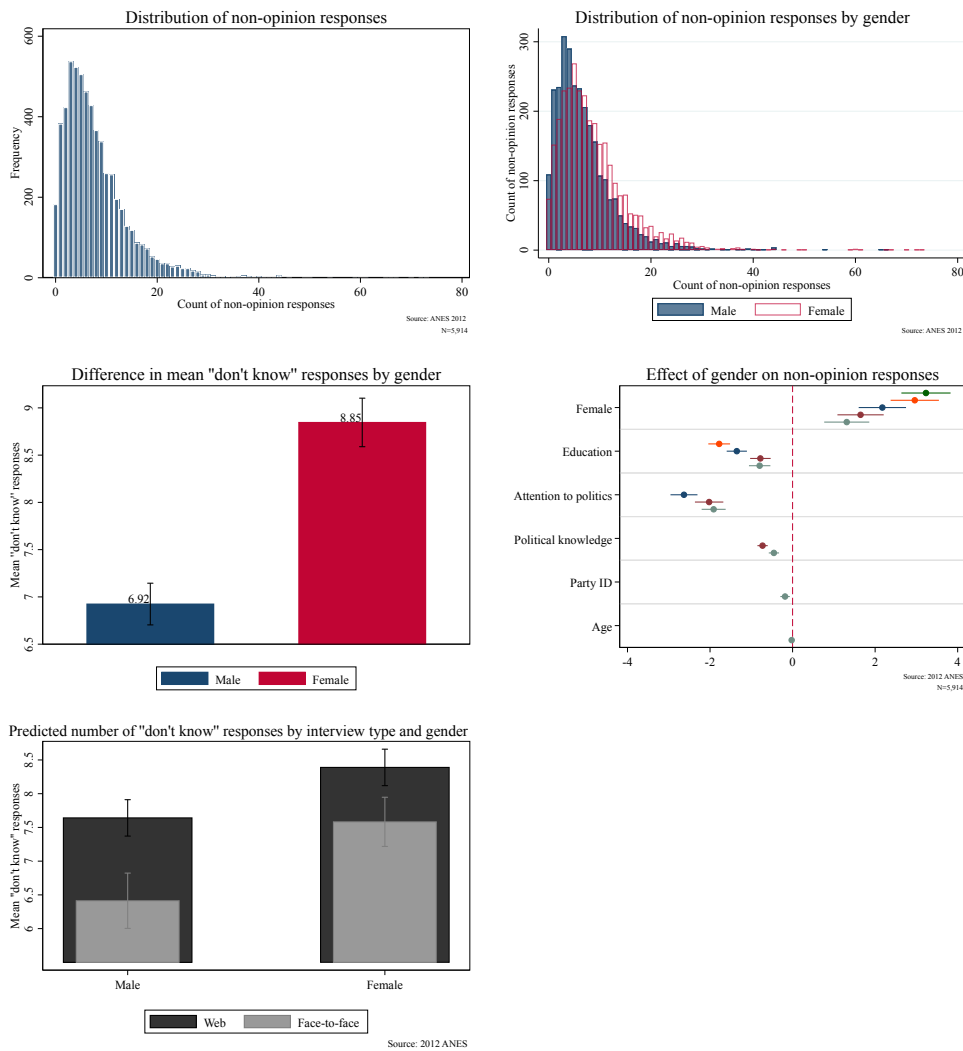 Distribution of non-opinion responses
Frequency
0
200
400
600
0
20
40
60
80
Count of non-opinion responses
Source: ANES 2012
N=5,914
Distribution of non-opinion responses by gender
Count of non-opinion responses
0
100
200
300
0
20
40
60
80
Count of non-opinion responses
Male
Female
Source: ANES 2012
Difference in mean "don't know" responses by gender
Mean "don't know" responses
6.5
7
7.5
8
8.5
9
6.92
8.85
Male
Female
Effect of gender on non-opinion responses
Female
Education
Attention to politics
Political knowledge
Party ID
Age
-4
-2
0
2
4
Source: 2012 ANES
N=5,914
Predicted number of "don't know" responses by interview type and gender
Mean "don't know" responses
6
6.5
7
7.5
8
8.5
Male
Female
Web
Face-to-face
Source: 2012 ANES